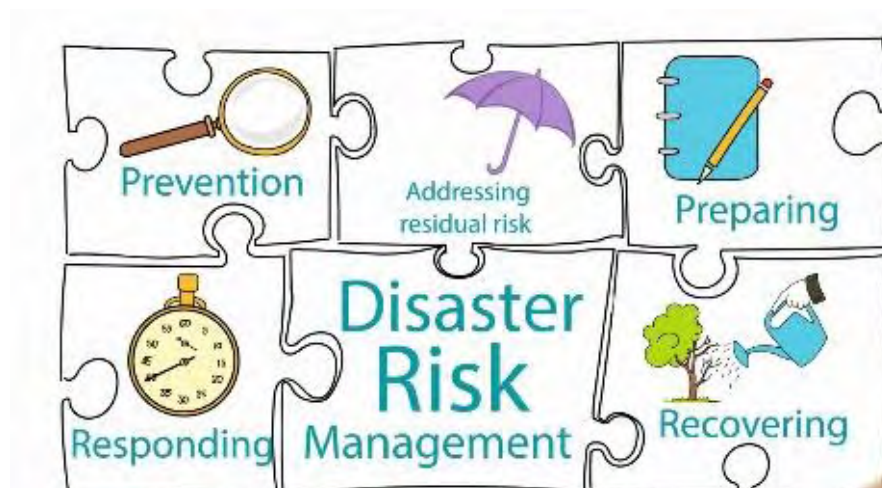 Prevention
Addressing
residual risk
Preparing
Responding
Disaster
Risk
Management
Recovering